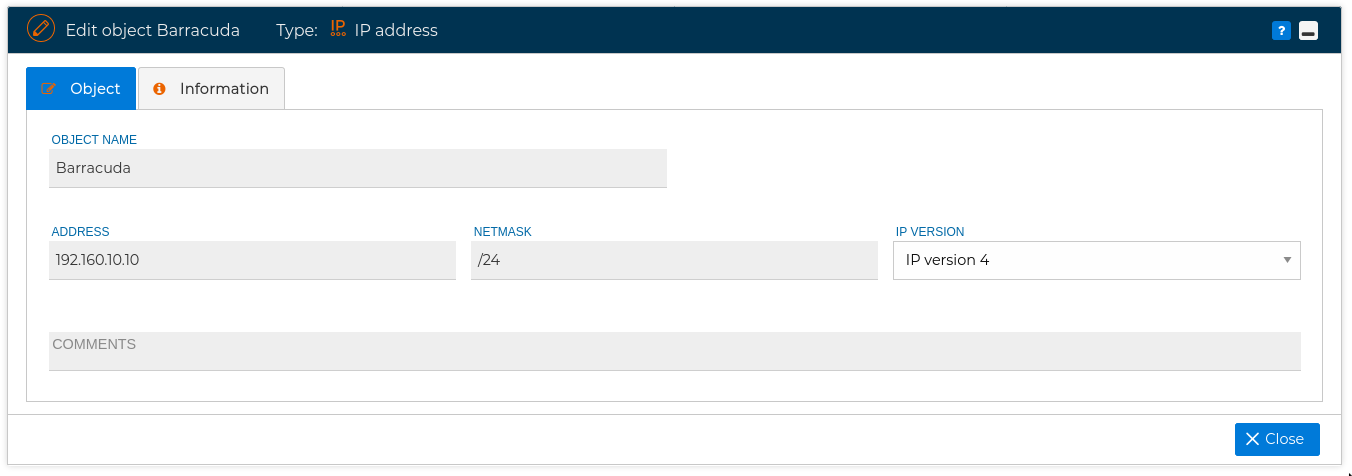 Edit object Barracuda Type: IP IP address ?
Object Information
OBJECT NAME
Barracuda
ADDRESS NETMASK IP VERSION
192.160.10.10 /24 IP version 4
COMMENTS
Close